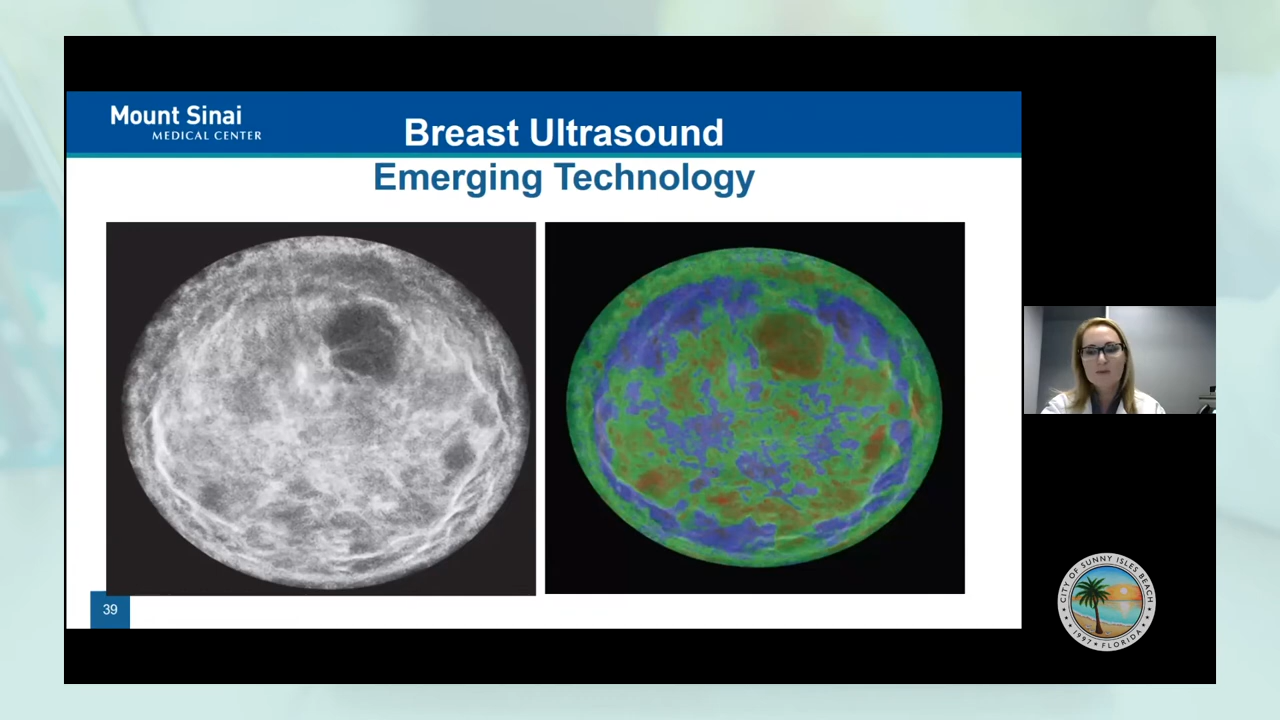 Mount Sinai
MEDICAL CENTER
Breast Ultrasound
Emerging Technology
39
CITY OF SUNNY ISLES BEACH
1997 • FLORIDA